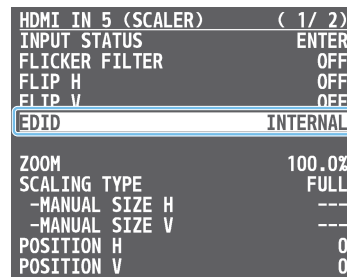 HDMI IN 5 (SCALER) ( 1/ 2)
INPUT STATUS ENTER
FLICKER FILTER OFF
FLIP H OFF
FLIP V OFF
EDID INTERNAL
ZOOM 100.0%
SCALING TYPE FULL
-MANUAL SIZE H ---
-MANUAL SIZE V ---
POSITION H 0
POSITION V 0